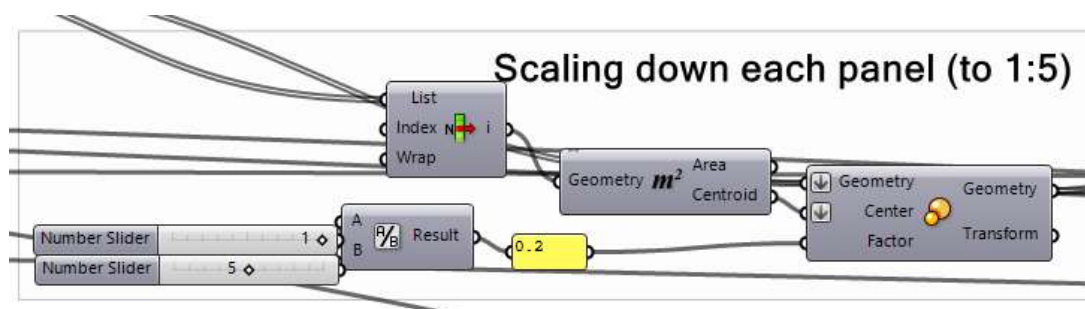 Scaling down each panel (to 1:5)
List
Index N i
Wrap
Geometry m² Area
Centroid
Geometry Geometry
Center
Factor Transform
A
B A/B Result
0.2
Number Slider 1
Number Slider 5